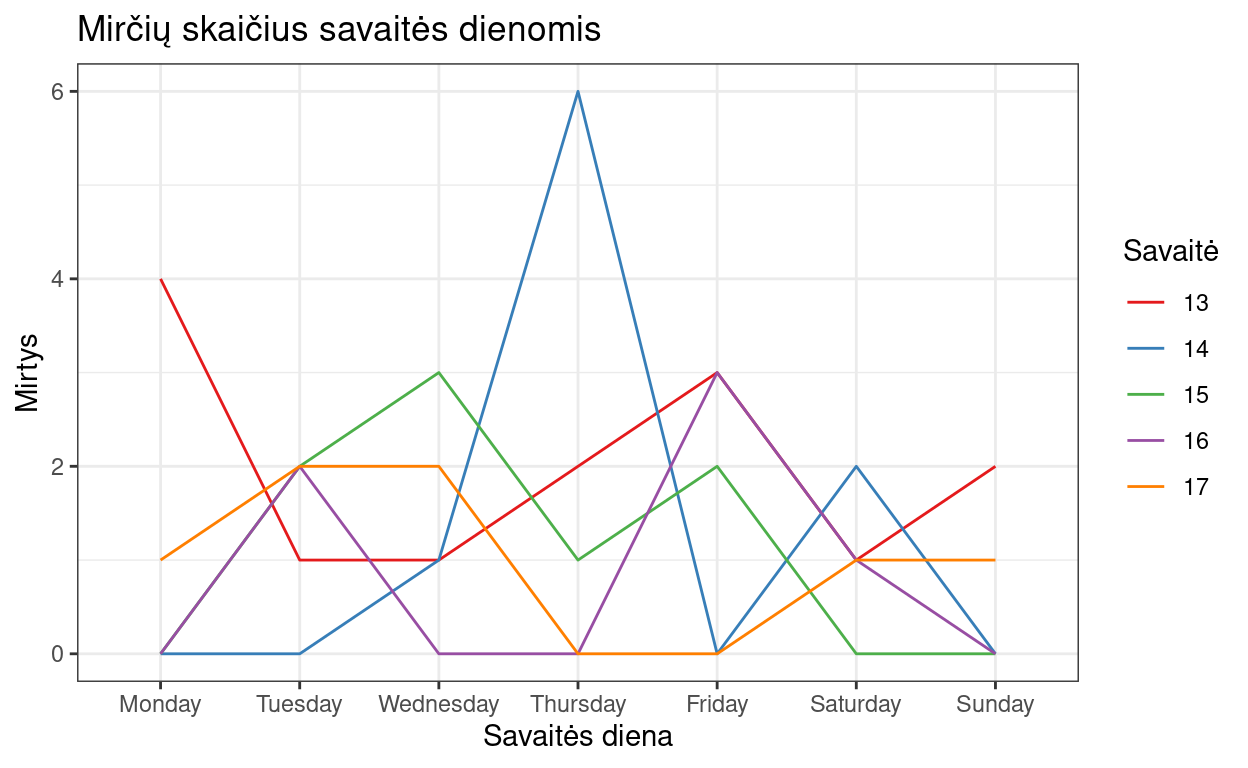 Mirčių skaičius savaitės dienomis
6
4
2
0
Mirtys
Monday Tuesday Wednesday Thursday Friday Saturday Sunday
Savaitės diena
Savaitė
13
14
15
16
17